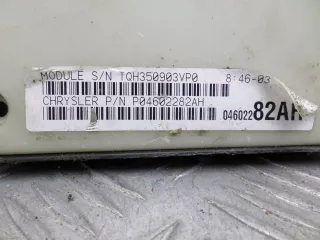 MODULE S/N TQH350903VP0 8:46-03
CHRYSLER P/N P04602282AH
04602282AH